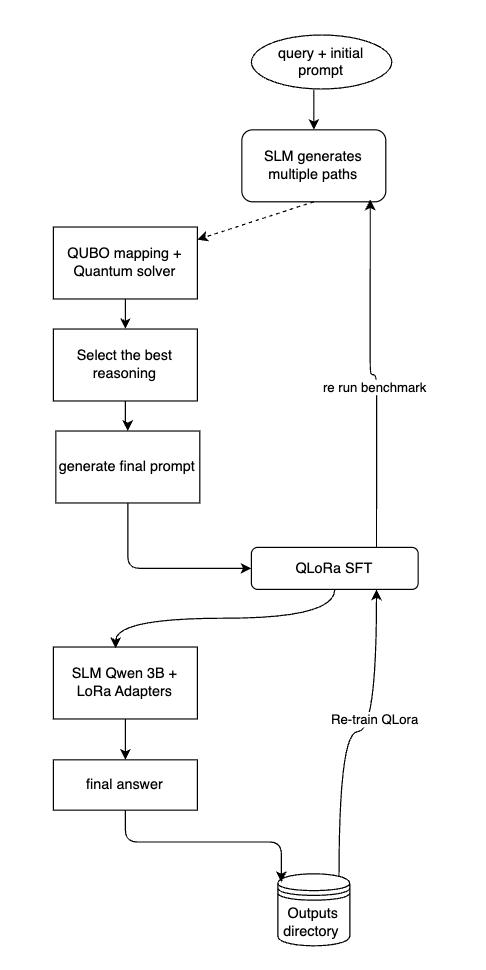 query + initial
prompt
SLM generates
multiple paths
QUBO mapping +
Quantum solver
Select the best
reasoning
re run benchmark
generate final prompt
QLoRa SFT
SLM Qwen 3B +
LoRa Adapters
Re-train QLora
final answer
Outputs
directory